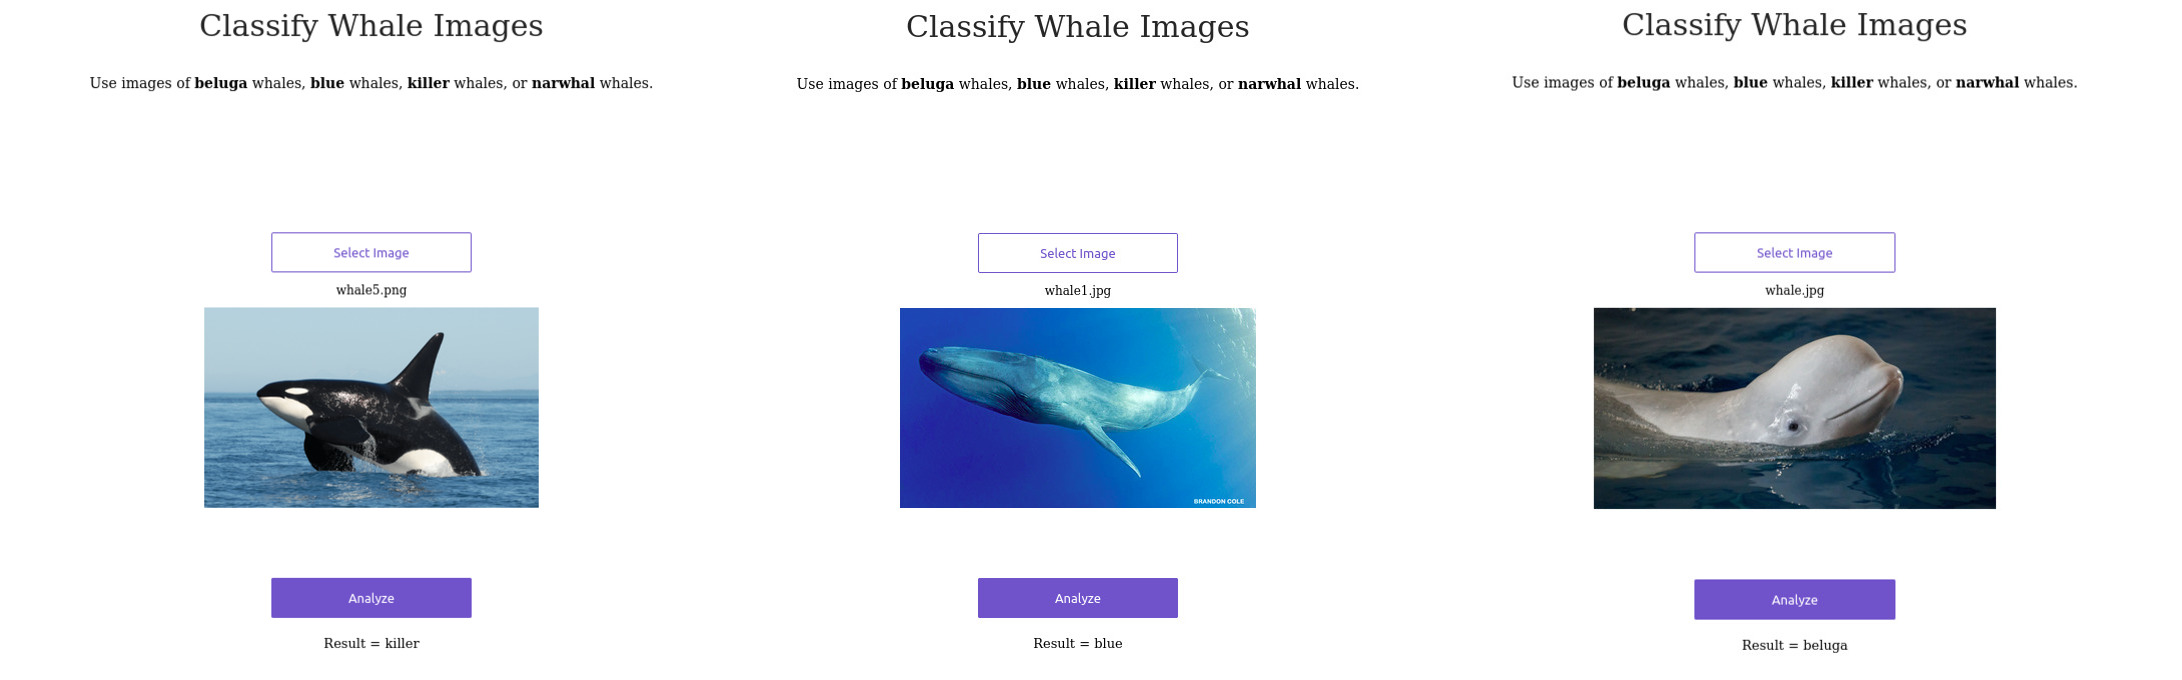 Classify Whale Images
Use images of beluga whales, blue whales, killer whales, or narwhal whales.
Select Image
whale5.png
Analyze
Result = killer
Classify Whale Images
Use images of beluga whales, blue whales, killer whales, or narwhal whales.
Select Image
whale1.jpg
BRANDON COLE
Analyze
Result = blue
Classify Whale Images
Use images of beluga whales, blue whales, killer whales, or narwhal whales.
Select Image
whale.jpg
Analyze
Result = beluga